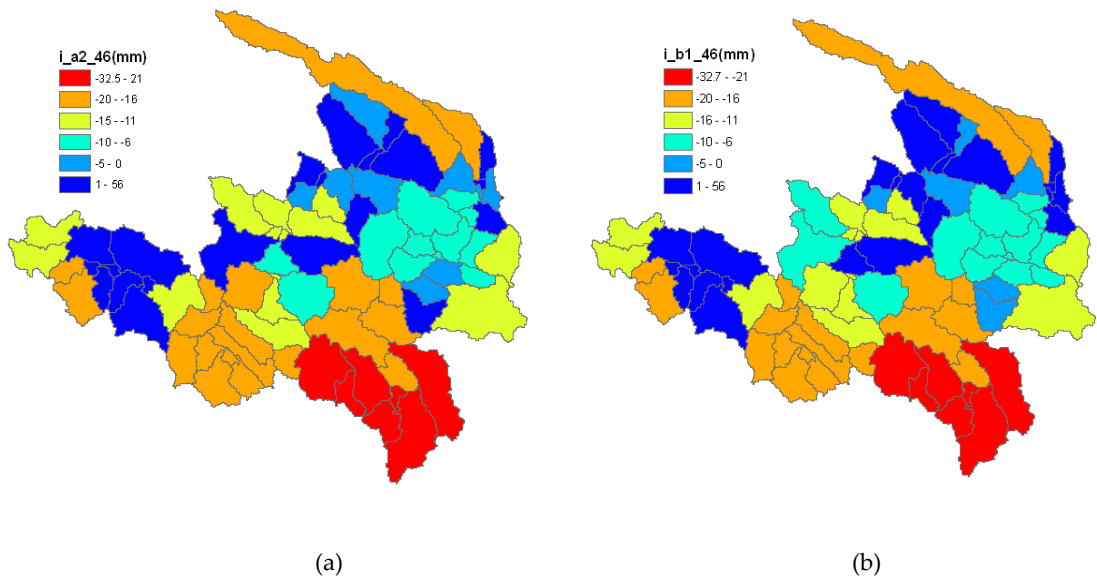 i_a2_46(mm)
-32.5 - 21
-20 - -16
-15 - -11
-10 - -6
-5 - 0
1 - 56
i_b1_46(mm)
-32.7 - -21
-20 - -16
-16 - -11
-10 - -6
-5 - 0
1 - 56
(a)
(b)